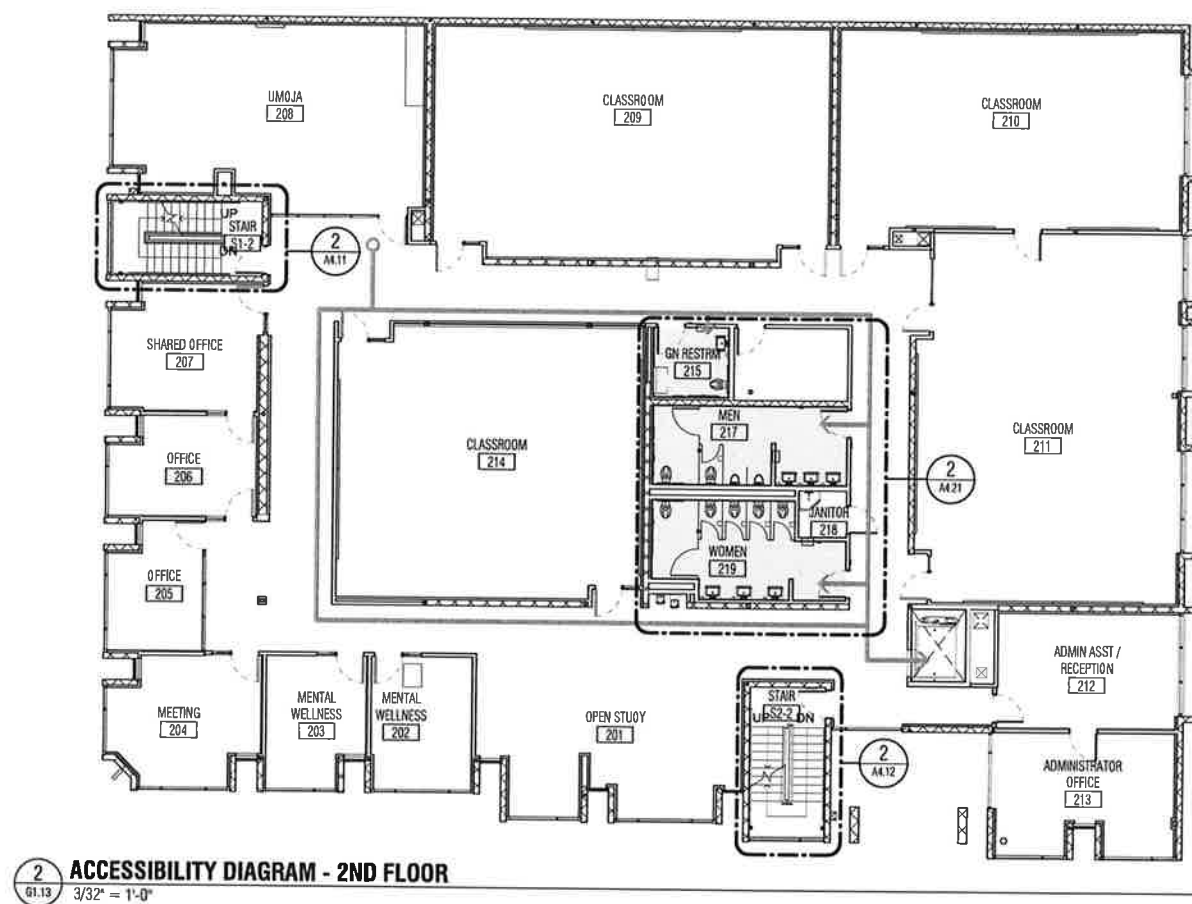 UMOJA
208
CLASSROOM
209
CLASSROOM
210
UP
STAIR
S1-2
DN
2
A4.11
SHARED OFFICE
207
GN RESTRM
215
MEN
217
OFFICE
206
CLASSROOM
214
CLASSROOM
211
2
A4.21
JANITOR
218
WOMEN
219
OFFICE
205
ADMIN ASST /
RECEPTION
212
MEETING
204
MENTAL
WELLNESS
203
MENTAL
WELLNESS
202
OPEN STUDY
201
STAIR
S2-2
UP DN
2
A4.12
ADMINISTRATOR
OFFICE
213
2
G1.13
ACCESSIBILITY DIAGRAM - 2ND FLOOR
3/32" = 1'-0"